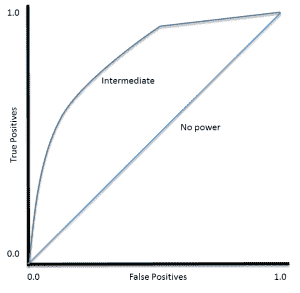 1.0
Intermediate
No power
True Positives
0.0
0.0
False Positives
1.0